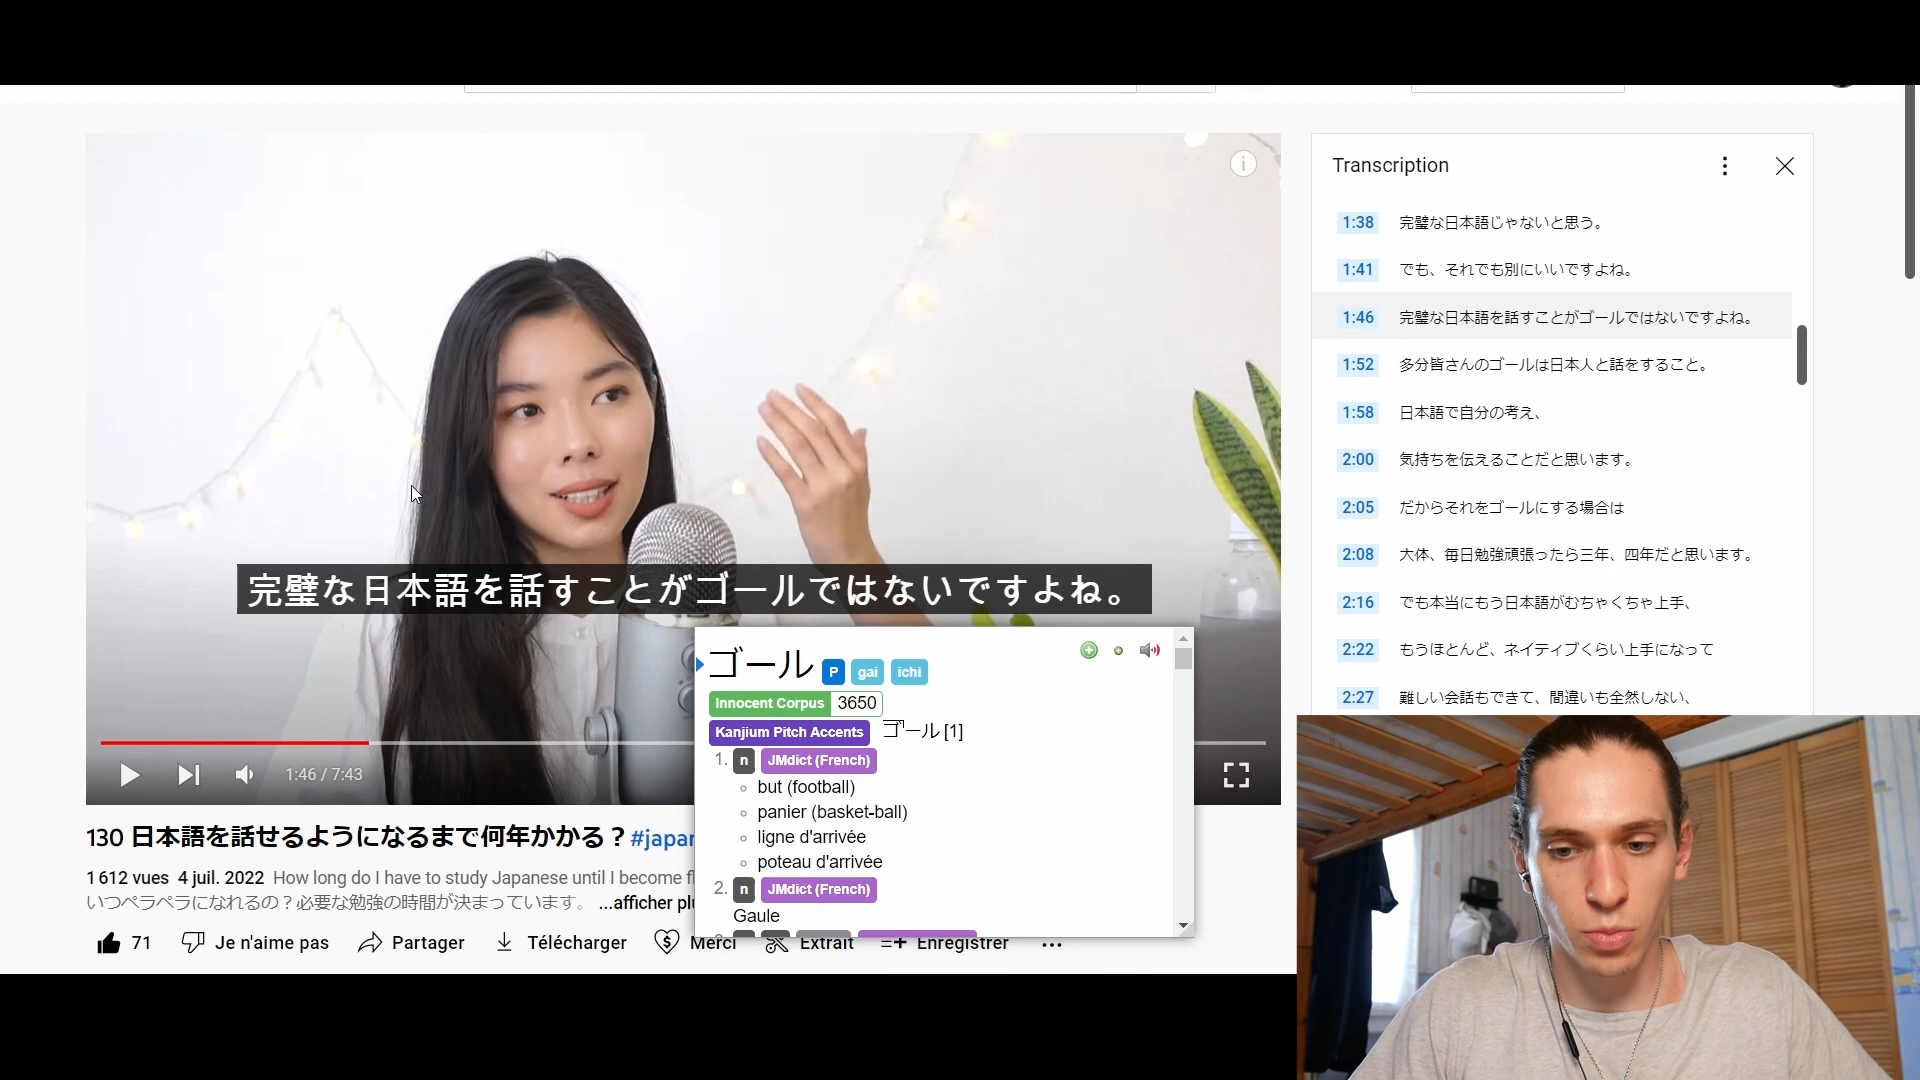 完璧な日本語を話すことがゴールではないですよね。
1:46 / 7:43
130 日本語を話せるようになるまで何年かかる？#japan
1 612 vues 4 juil. 2022 How long do I have to study Japanese until I become fl
いつペラペラになれるの？必要な勉強の時間が決まっています。 ...afficher plu
71 Je n'aime pas Partager Télécharger Merci Extrait Enregistrer
ゴール P gai ichi
Innocent Corpus 3650
Kanjium Pitch Accents ゴール [1]
1. n JMdict (French)
but (football)
panier (basket-ball)
ligne d'arrivée
poteau d'arrivée
2. n JMdict (French)
Gaule
Transcription
1:38 完璧な日本語じゃないと思う。
1:41 でも、それでも別にいいですよね。
1:46 完璧な日本語を話すことがゴールではないですよね。
1:52 多分皆さんのゴールは日本人と話をすること。
1:58 日本語で自分の考え、
2:00 気持ちを伝えることだと思います。
2:05 だからそれをゴールにする場合は
2:08 大体、毎日勉強頑張ったら三年、四年だと思います。
2:16 でも本当にもう日本語がむちゃくちゃ上手、
2:22 もうほとんど、ネイティブくらい上手になって
2:27 難しい会話もできて、間違いも全然しない、